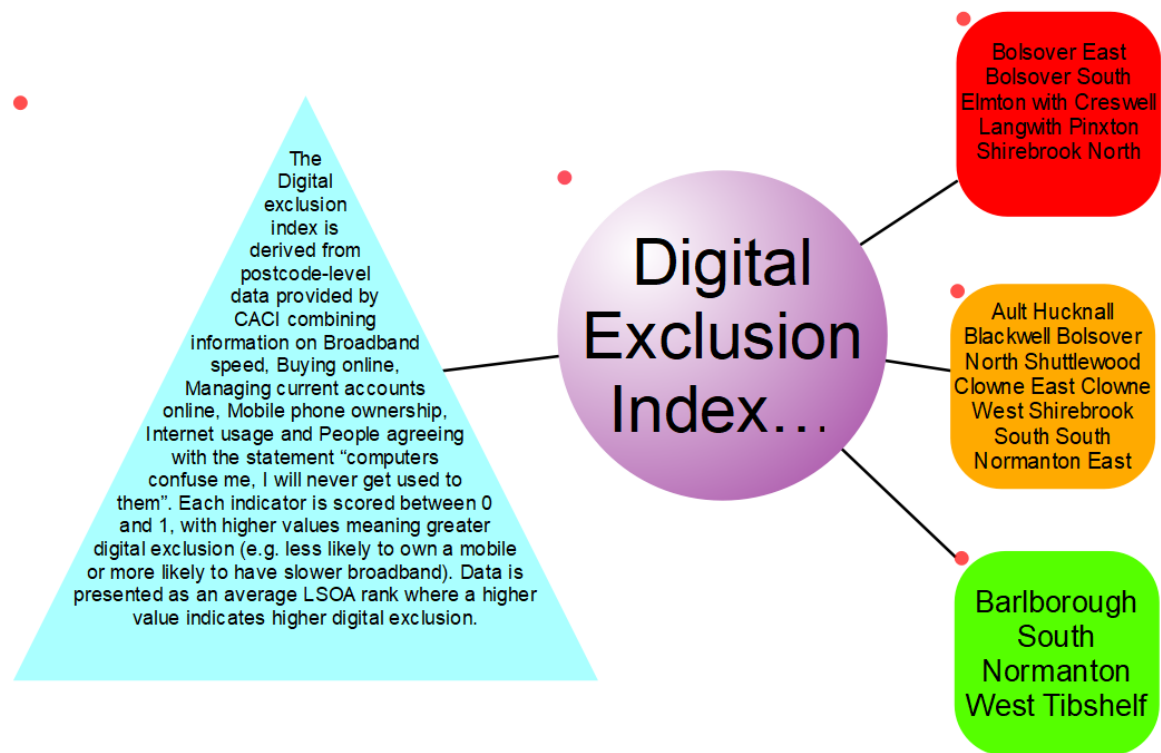 The
Digital
exclusion
index is
derived from
postcode-level
data provided by
CACI combining
information on Broadband
speed, Buying online,
Managing current accounts
online, Mobile phone ownership,
Internet usage and People agreeing
with the statement “computers
confuse me, I will never get used to
them”. Each indicator is scored between 0
and 1, with higher values meaning greater
digital exclusion (e.g. less likely to own a mobile
or more likely to have slower broadband). Data is
presented as an average LSOA rank where a higher
value indicates higher digital exclusion.
Digital
Exclusion
Index…
Bolsover East
Bolsover South
Elmton with Creswell
Langwith Pinxton
Shirebrook North
Ault Hucknall
Blackwell Bolsover
North Shuttlewood
Clowne East Clowne
West Shirebrook
South South
Normanton East
Barlborough
South
Normanton
West Tibshelf